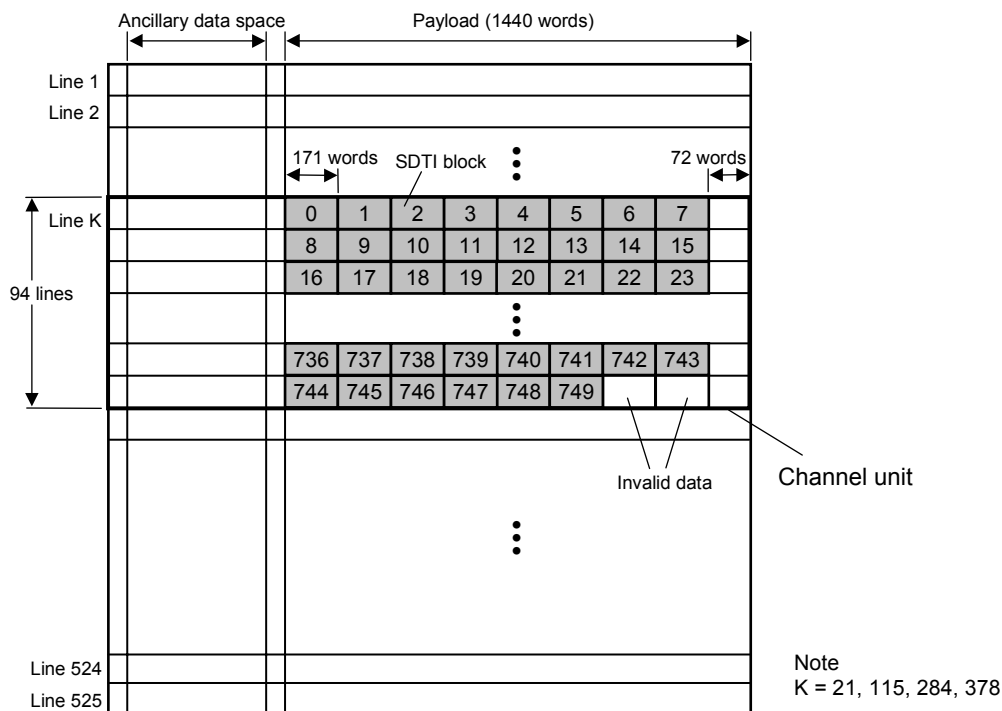 Ancillary data space
Payload (1440 words)
Line 1
Line 2
171 words
SDTI block
72 words
Line K
0 1 2 3 4 5 6 7
8 9 10 11 12 13 14 15
16 17 18 19 20 21 22 23
94 lines
736 737 738 739 740 741 742 743
744 745 746 747 748 749
Invalid data
Channel unit
Line 524
Line 525
Note
K = 21, 115, 284, 378